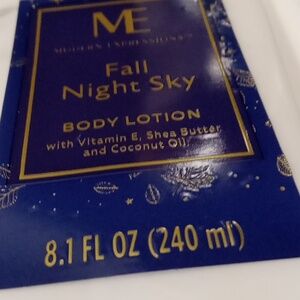 ME
MODERN EXPRESSIONS
Fall
Night Sky
BODY LOTION
with Vitamin E, Shea Butter
and Coconut Oil
8.1 FL OZ (240 ml)